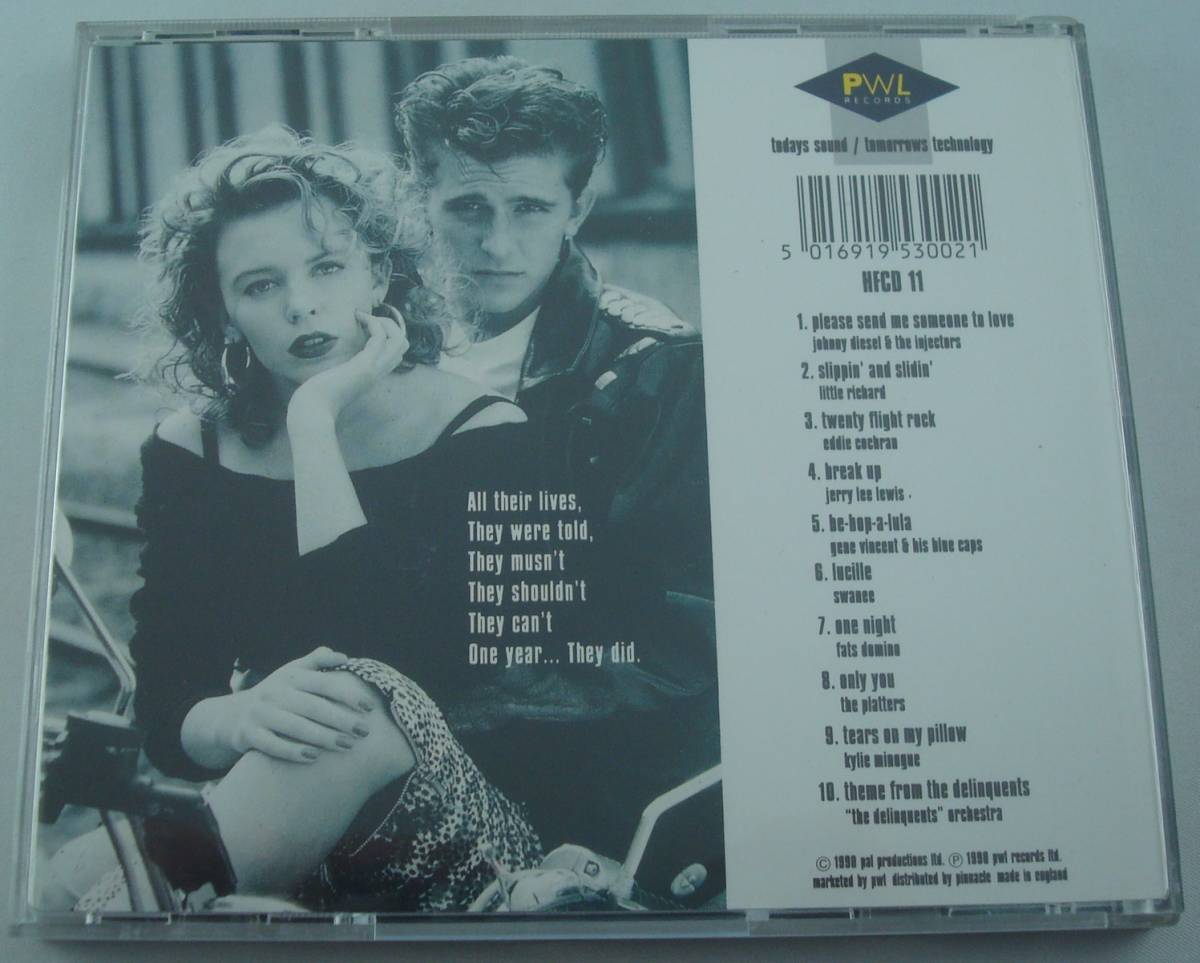 All their lives,
They were told,
They musn't
They shouldn't
They can't
One year... They did.
PWL
RECORDS
todays sound / tomorrows technology
5 016919 530021
HFCD 11
1. please send me someone to love
johnny diesel & the injectors
2. slippin' and slidin'
little richard
3. twenty flight rock
eddie cochran
4. break up
jerry lee lewis
5. be-bop-a-lula
gene vincent & his blue caps
6. lucille
swanee
7. one night
fats domino
8. only you
the platters
9. tears on my pillow
kylie minogue
10. theme from the delinquents
"the delinquents" orchestra
© 1990 pal productions ltd. ℗ 1990 pwl records ltd.
marketed by pwl distributed by pinnacle made in england